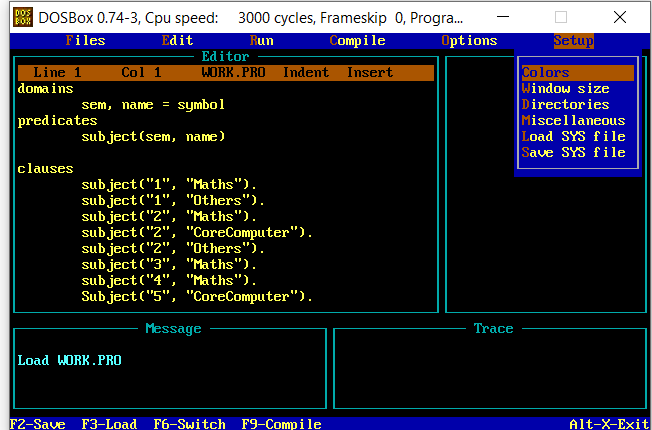 DOSBox 0.74-3, Cpu speed: 3000 cycles, Frameskip 0, Progra...
Files Edit Run Compile Options Setup
Editor
Line 1 Col 1 WORK.PRO Indent Insert
domains
sem, name = symbol
predicates
subject(sem, name)
clauses
subject("1", "Maths").
subject("1", "Others").
subject("2", "Maths").
subject("2", "CoreComputer").
subject("2", "Others").
subject("3", "Maths").
subject("4", "Maths").
Subject("5", "CoreComputer").
Colors
Window size
Directories
Miscellaneous
Load SYS file
Save SYS file
Message
Load WORK.PRO
Trace
F2-Save F3-Load F6-Switch F9-Compile Alt-X-Exit